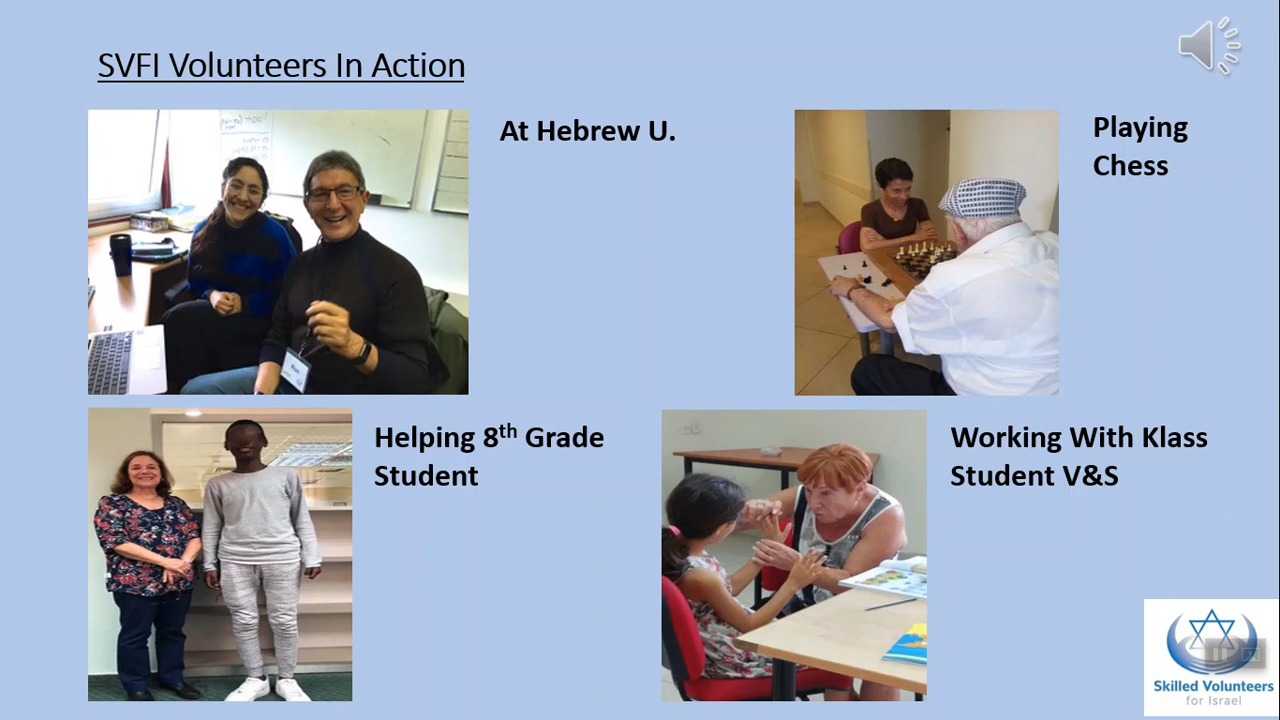 SVFI Volunteers In Action
At Hebrew U.
Playing
Chess
Helping 8th Grade
Student
Working With Klass
Student V&S
Skilled Volunteers
for Israel